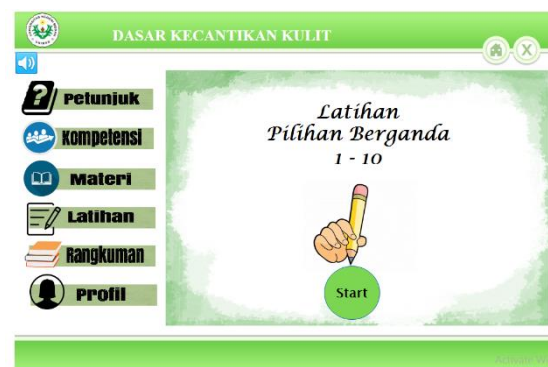 DASAR KECANTIKAN KULIT
X
Petunjuk
Kompetensi
Materi
Latihan
Rangkuman
Profil
Latihan
Pilihan Berganda
1 - 10
Start